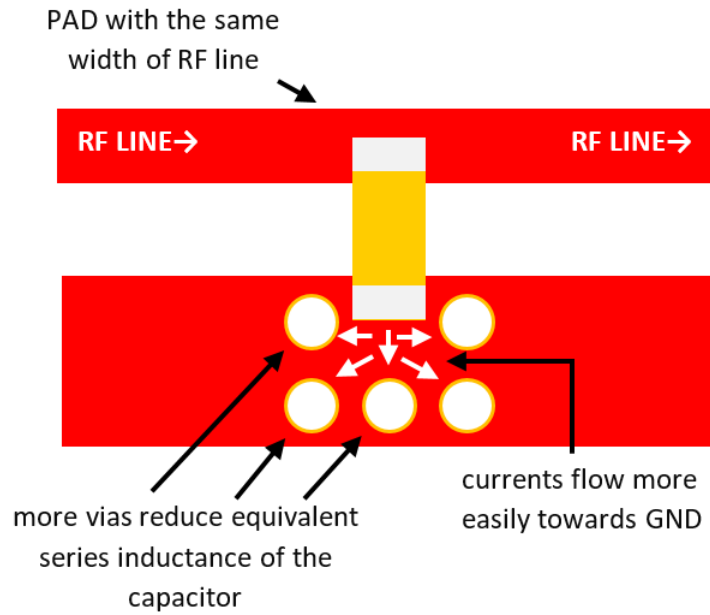 PAD with the same
width of RF line
RF LINE→
RF LINE→
currents flow more
easily towards GND
more vias reduce equivalent
series inductance of the
capacitor